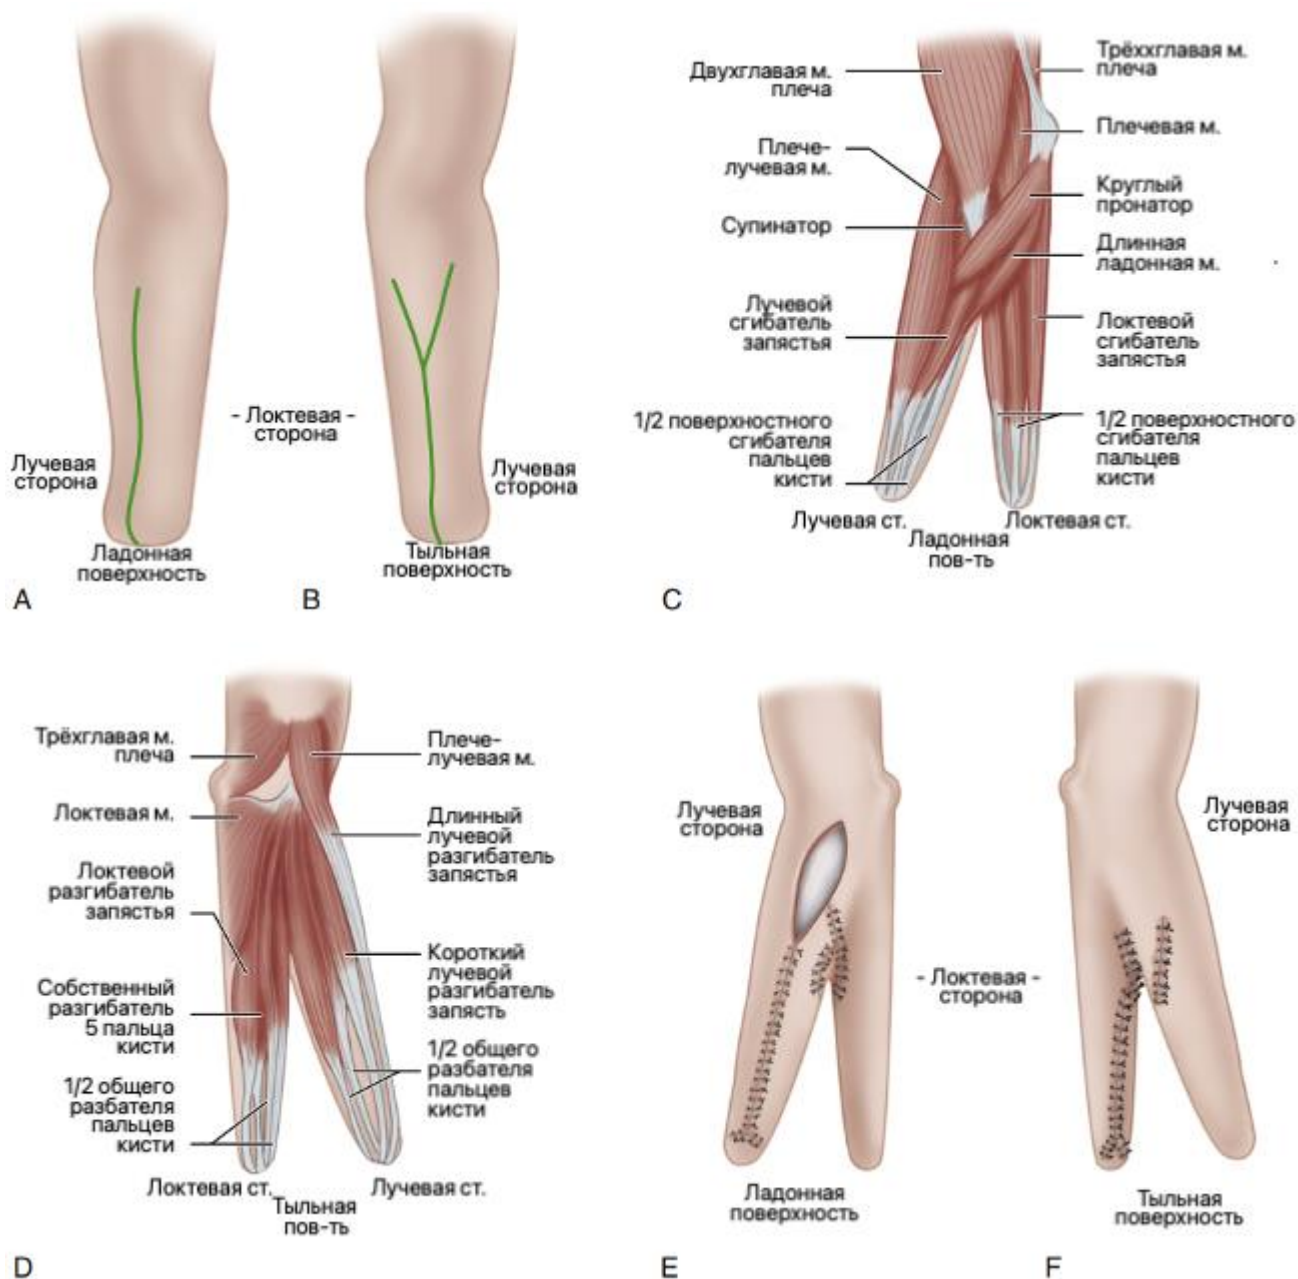 - Локтевая -
сторона
Лучевая
сторона
Лучевая
сторона
Ладонная
поверхность
Тыльная
поверхность
A
B
Двухглавая м.
плеча
Плече-
лучевая м.
Супинатор
Лучевой
сгибатель
запястья
1/2 поверхностного
сгибателя
пальцев
кисти
Трёххглавая м.
плеча
Плечевая м.
Круглый
пронатор
Длинная
ладонная м.
Локтевой
сгибатель
запястья
1/2 поверхностного
сгибателя
пальцев
кисти
Лучевая ст.
Локтевая ст.
Ладонная
пов-ть
C
Трёхглавая м.
плеча
Локтевая м.
Локтевой
разгибатель
запястья
Собственный
разгибатель
5 пальца
кисти
1/2 общего
разбателя
пальцев
кисти
Плече-
лучевая м.
Длинный
лучевой
разгибатель
запястья
Короткий
лучевой
разгибатель
запясть
1/2 общего
разбателя
пальцев
кисти
Локтевая ст.
Лучевая ст.
Тыльная
пов-ть
D
Лучевая
сторона
Лучевая
сторона
- Локтевая -
сторона
Ладонная
поверхность
Тыльная
поверхность
E
F